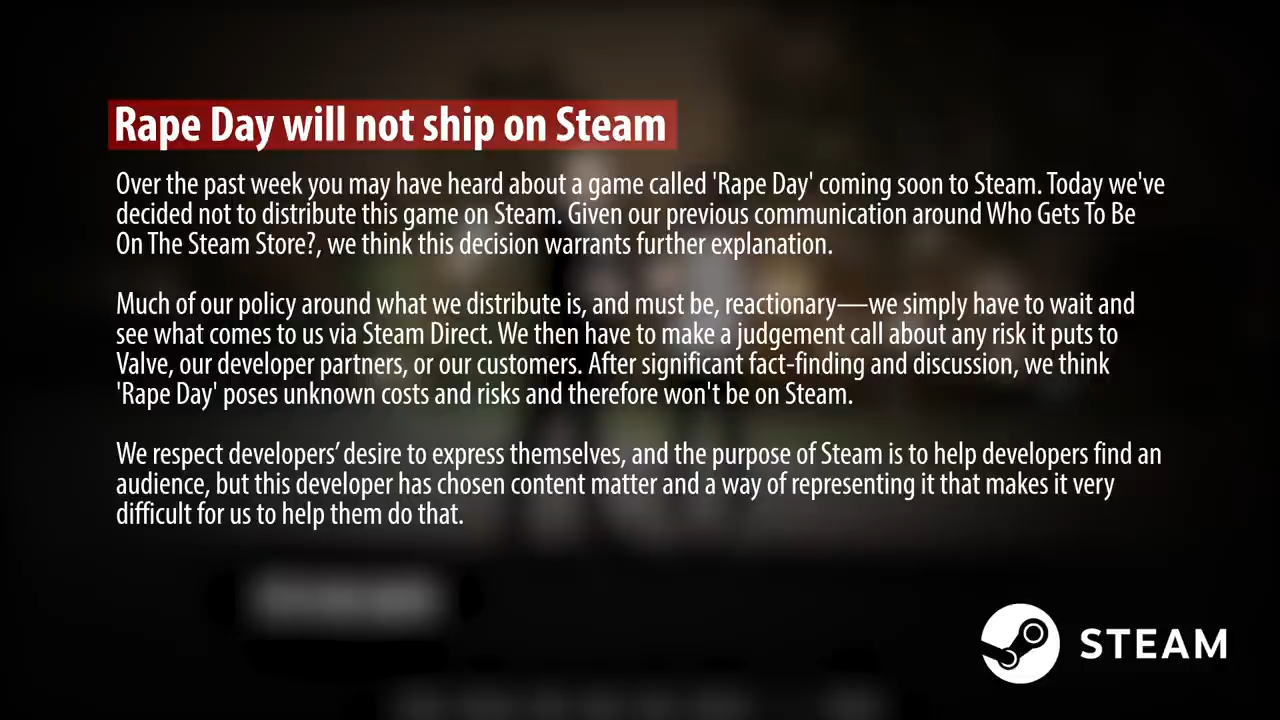 Rape Day will not ship on Steam
Over the past week you may have heard about a game called 'Rape Day' coming soon to Steam. Today we've
decided not to distribute this game on Steam. Given our previous communication around Who Gets To Be
On The Steam Store?, we think this decision warrants further explanation.
Much of our policy around what we distribute is, and must be, reactionary—we simply have to wait and
see what comes to us via Steam Direct. We then have to make a judgement call about any risk it puts to
Valve, our developer partners, or our customers. After significant fact-finding and discussion, we think
'Rape Day' poses unknown costs and risks and therefore won't be on Steam.
We respect developers’ desire to express themselves, and the purpose of Steam is to help developers find an
audience, but this developer has chosen content matter and a way of representing it that makes it very
difficult for us to help them do that.
STEAM